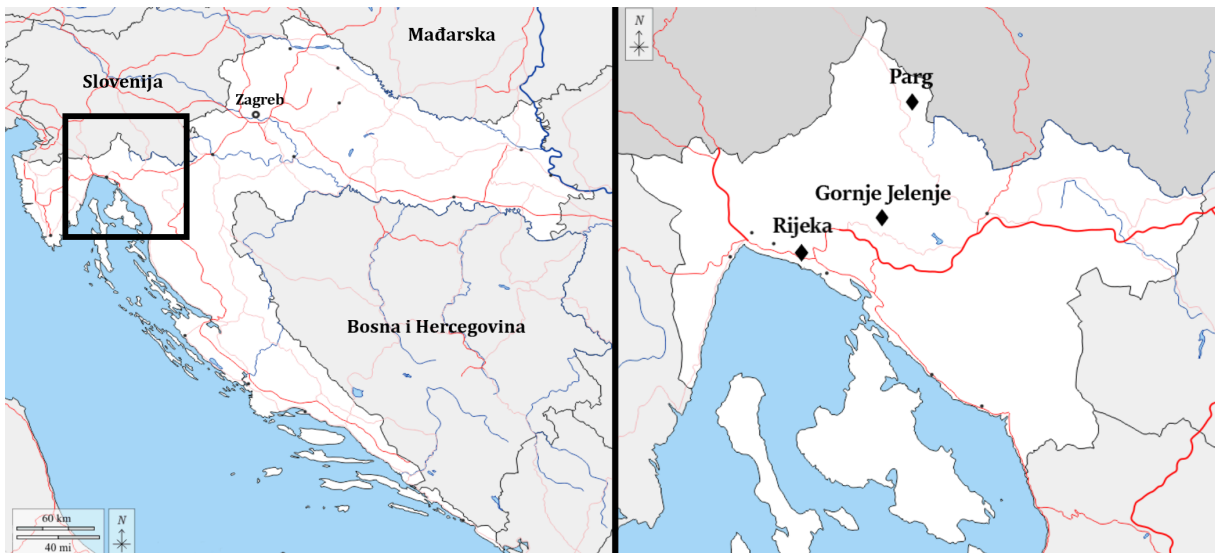 Mađarska
Slovenija
Zagreb
Bosna i Hercegovina
60 km
40 mi
N
N
Parg
Gornje Jelenje
Rijeka